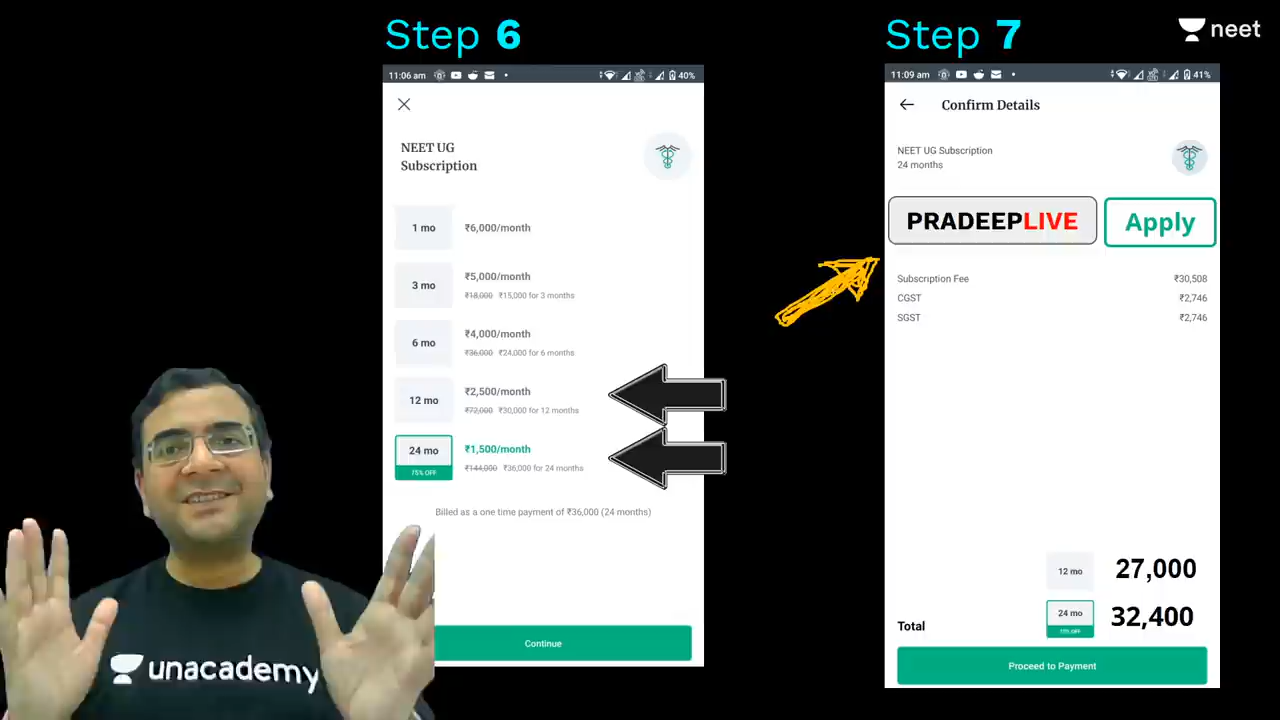 Step 6
11:06 am
40%
NEET UG
Subscription
1 mo
₹6,000/month
3 mo
₹5,000/month
₹18,000 ₹15,000 for 3 months
6 mo
₹4,000/month
₹36,000 ₹24,000 for 6 months
12 mo
₹2,500/month
₹72,000 ₹30,000 for 12 months
24 mo
75% OFF
₹1,500/month
₹144,000 ₹36,000 for 24 months
Billed as a one time payment of ₹36,000 (24 months)
Continue
unacademy
Step 7
neet
11:09 am
41%
Confirm Details
NEET UG Subscription
24 months
PRADEEPLIVE
Apply
Subscription Fee ₹30,508
CGST ₹2,746
SGST ₹2,746
12 mo 27,000
24 mo 32,400
Total
Proceed to Payment